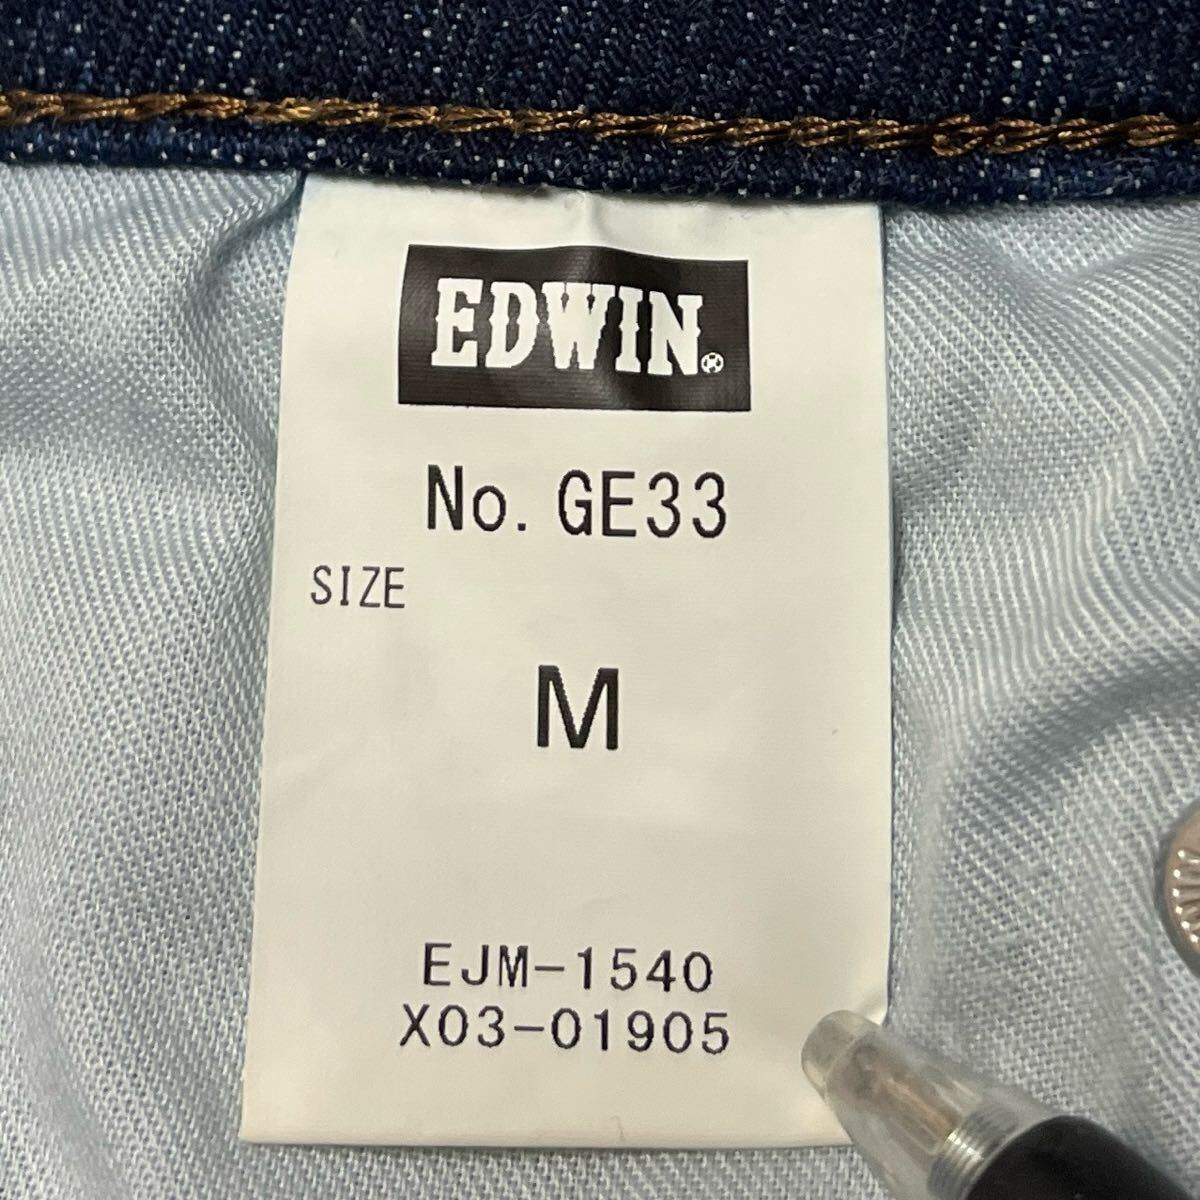 EDWIN
No. GE33
SIZE
M
EJM-1540
X03-01905